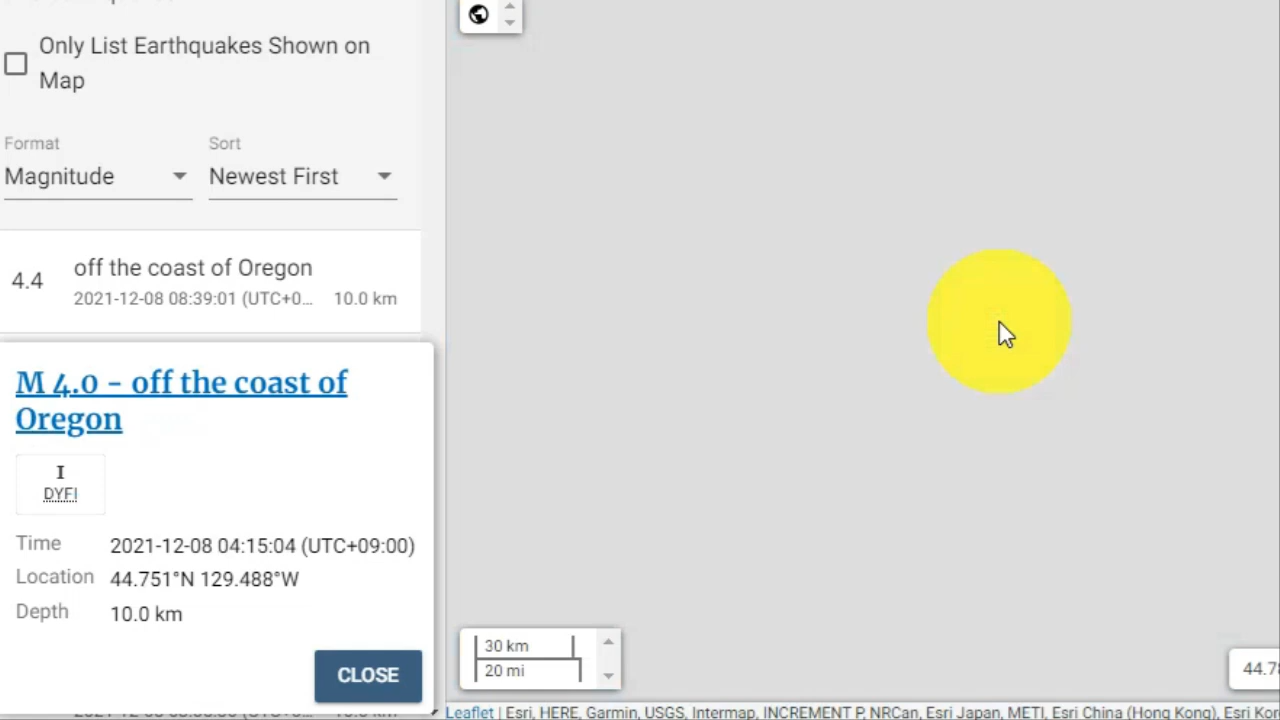 Only List Earthquakes Shown on
Map
Format
Sort
Magnitude
Newest First
4.4
off the coast of Oregon
2021-12-08 08:39:01 (UTC+0...
10.0 km
M 4.0 - off the coast of
Oregon
I
DYFI
Time
2021-12-08 04:15:04 (UTC+09:00)
Location
44.751°N 129.488°W
Depth
10.0 km
CLOSE
30 km
20 mi
44.78
Leaflet | Esri, HERE, Garmin, USGS, Intermap, INCREMENT P, NRCan, Esri Japan, METI, Esri China (Hong Kong), Esri Kor